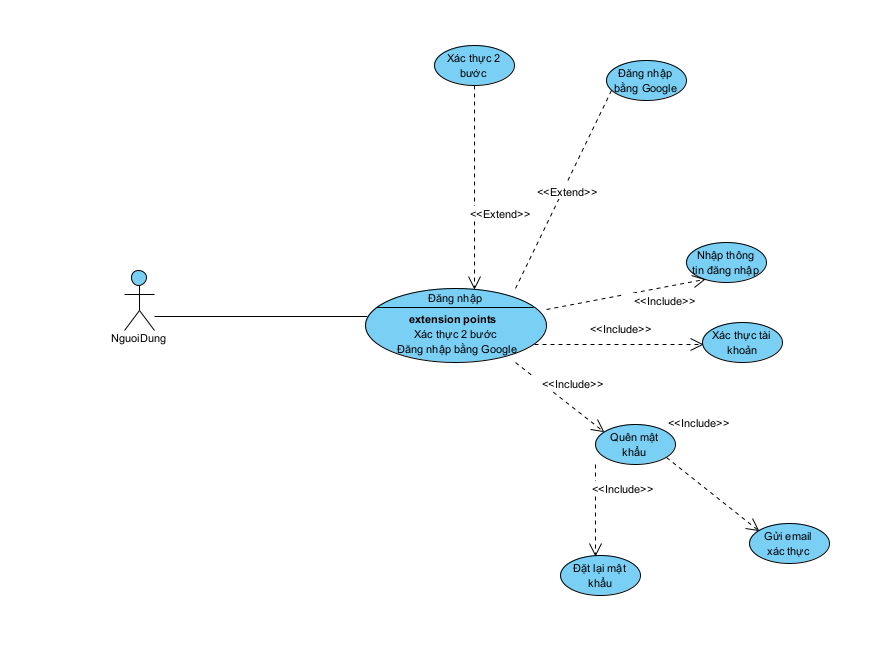 Xác thực 2
bước
Đăng nhập
bằng Google
<<Extend>>
<<Extend>>
Nhập thông
tin đăng nhập
<<Include>>
Đăng nhập
extension points
Xác thực 2 bước
Đăng nhập bằng Google
NguoiDung
<<Include>>
Xác thực tài
khoản
<<Include>>
<<Include>>
Quên mật
khẩu
<<Include>>
Gửi email
xác thực
Đặt lại mật
khẩu